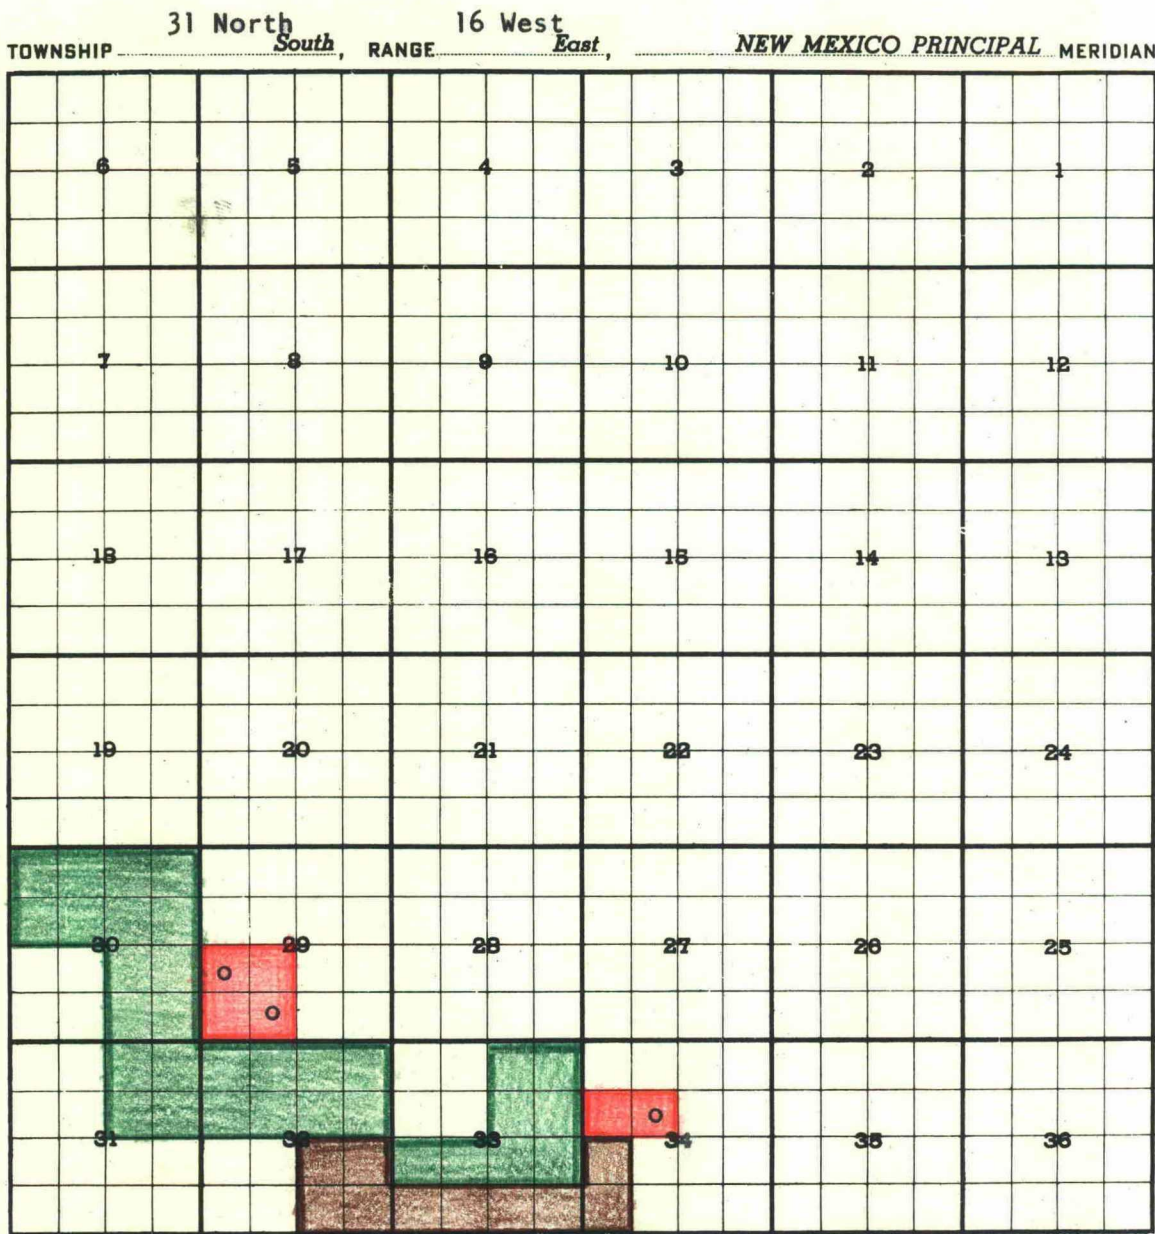 31 North 16 West
TOWNSHIP South, RANGE East, NEW MEXICO PRINCIPAL MERIDIAN
6 5 4 3 2 1
7 8 9 10 11 12
18 17 16 15 14 13
19 20 21 22 23 24
30 29 28 27 26 25
31 32 33 34 35 36